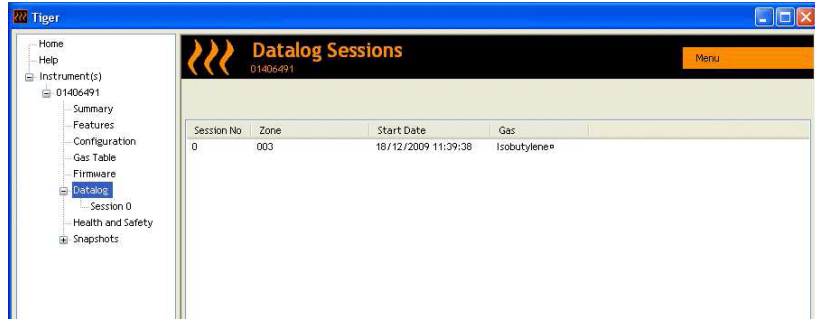 Tiger
Home
Help
Instrument(s)
01406491
Summary
Features
Configuration
Gas Table
Firmware
Datalog
Session 0
Health and Safety
Snapshots
Datalog Sessions
01406491
Menu
Session No Zone Start Date Gas
0 003 18/12/2009 11:39:38 Isobutylene¤